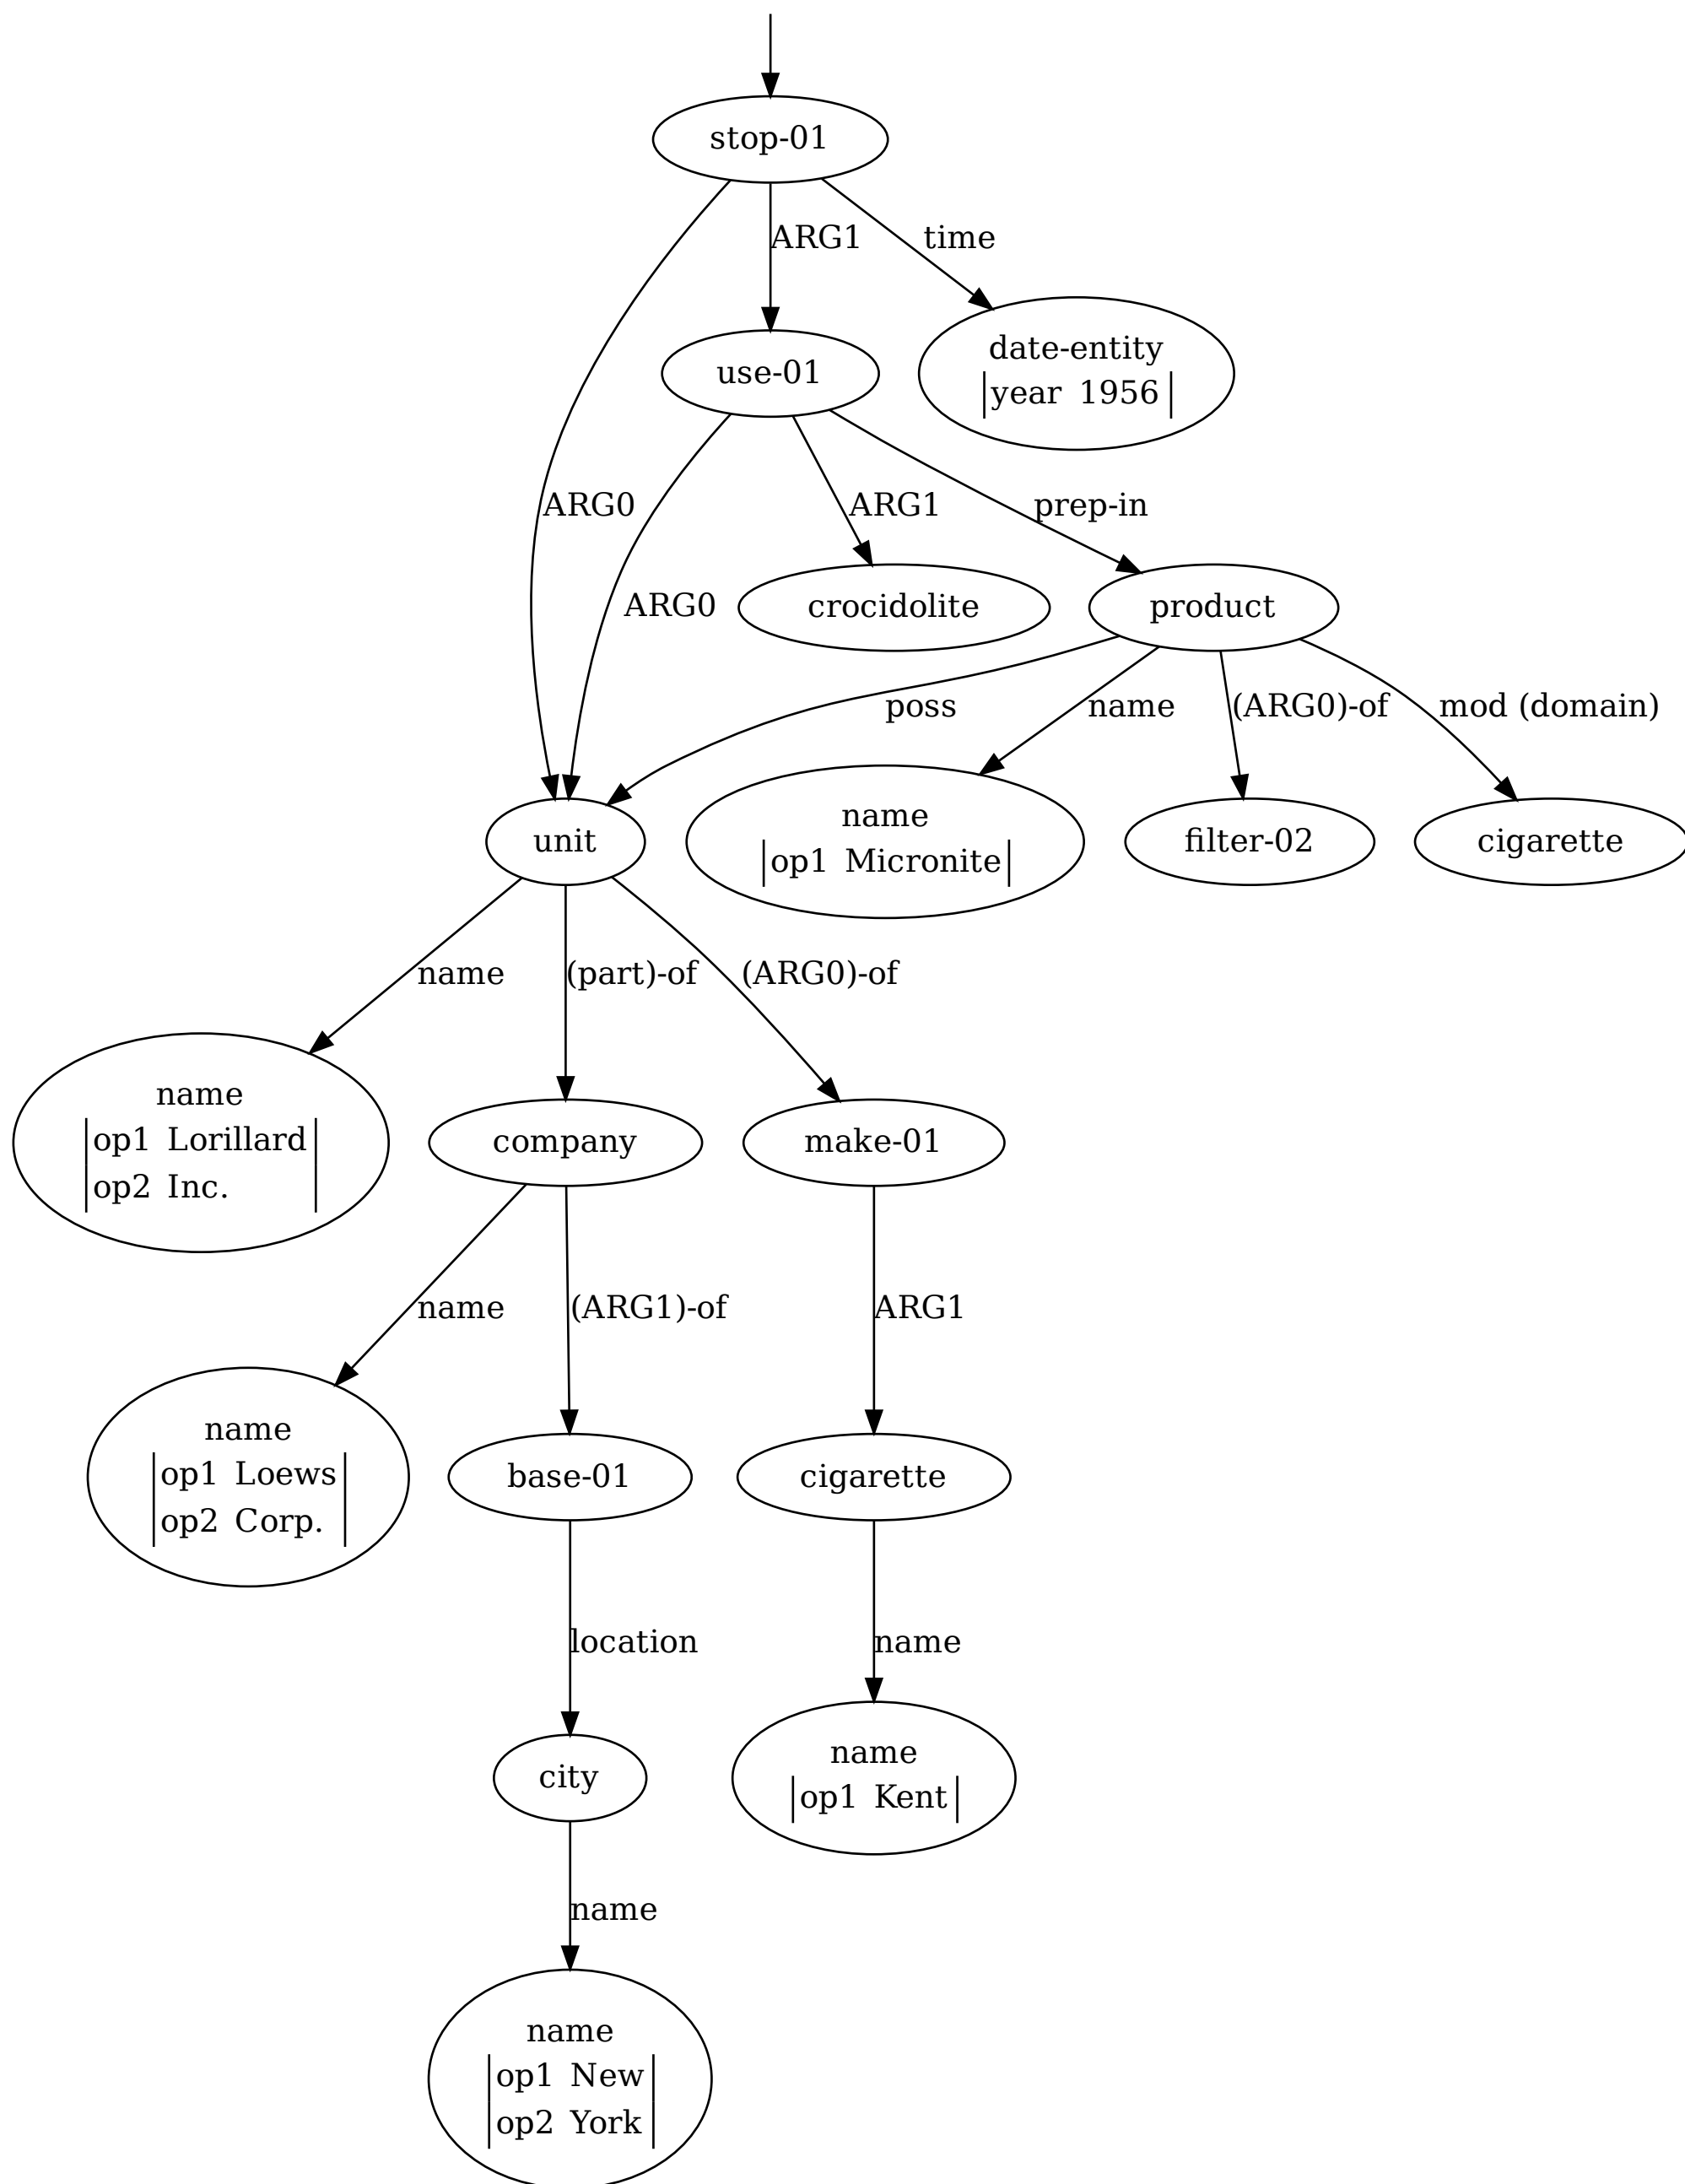 stop-01
ARG1
time
use-01
date-entity
year 1956
ARG0
ARG1
prep-in
ARG0
crocidolite
product
poss
name
(ARG0)-of
mod (domain)
unit
name
op1 Micronite
filter-02
cigarette
name
(part)-of
(ARG0)-of
name
op1 Lorillard
op2 Inc.
company
make-01
name
(ARG1)-of
ARG1
name
op1 Loews
op2 Corp.
base-01
cigarette
location
name
city
name
op1 Kent
name
name
op1 New
op2 York